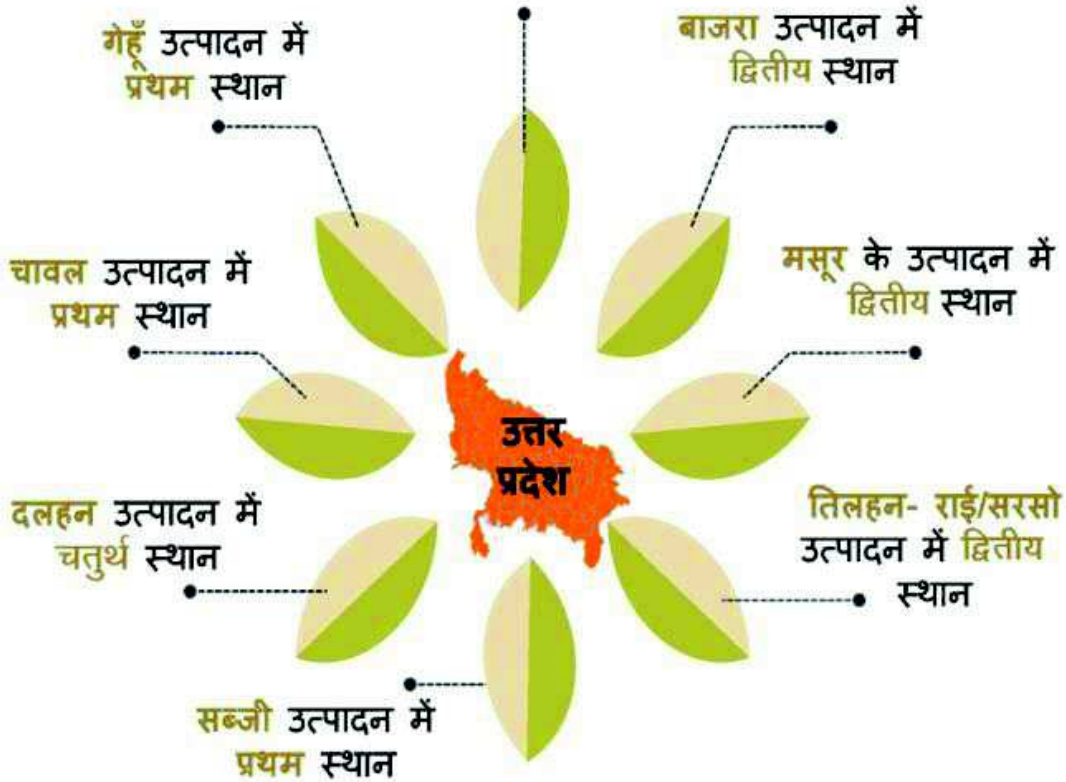 गेहूँ उत्पादन में
प्रथम स्थान
बाजरा उत्पादन में
द्वितीय स्थान
चावल उत्पादन में
प्रथम स्थान
मसूर के उत्पादन में
द्वितीय स्थान
उत्तर
प्रदेश
दलहन उत्पादन में
चतुर्थ स्थान
तिलहन- राई/सरसो
उत्पादन में द्वितीय
स्थान
सब्जी उत्पादन में
प्रथम स्थान